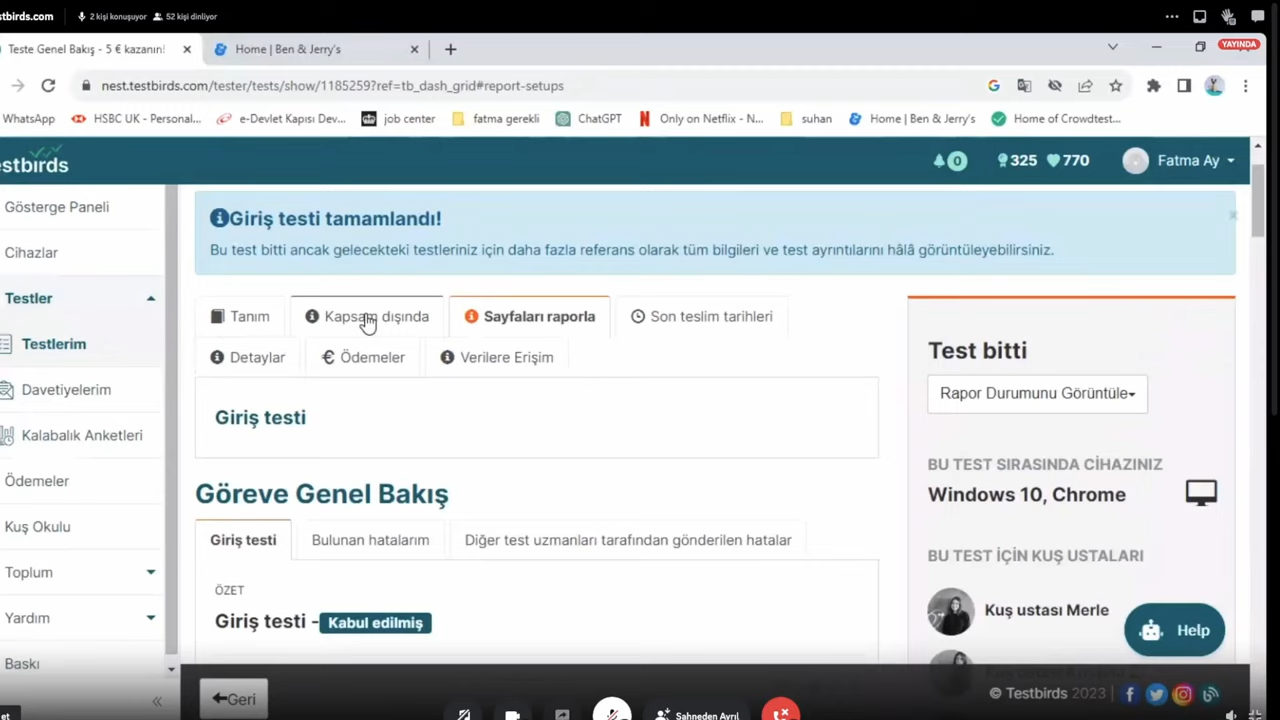 stbirds.com
2 kişi konuşuyor
52 kişi dinliyor
Teste Genel Bakış - 5 € kazanın!
Home | Ben & Jerry's
YAYINDA
nest.testbirds.com/tester/tests/show/1185259?ref=tb_dash_grid#report-setups
WhatsApp
HSBC UK - Personal...
e-Devlet Kapısı Dev...
job center
fatma gerekli
ChatGPT
Only on Netflix - N...
suhan
Home | Ben & Jerry's
Home of Crowdtest...
estbirds
0
325
770
Fatma Ay
Gösterge Paneli
Cihazlar
Testler
Testlerim
Davetiyelerim
Kalabalık Anketleri
Ödemeler
Kuş Okulu
Toplum
Yardım
Baskı
Giriş testi tamamlandı!
Bu test bitti ancak gelecekteki testleriniz için daha fazla referans olarak tüm bilgileri ve test ayrıntılarını hâlâ görüntüleyebilirsiniz.
Tanım
Kapsam dışında
Sayfaları raporla
Son teslim tarihleri
Detaylar
€ Ödemeler
Verilere Erişim
Giriş testi
Göreve Genel Bakış
Giriş testi
Bulunan hatalarım
Diğer test uzmanları tarafından gönderilen hatalar
ÖZET
Giriş testi - Kabul edilmiş
Test bitti
Rapor Durumunu Görüntüle
BU TEST SIRASINDA CİHAZINIZ
Windows 10, Chrome
BU TEST İÇİN KUŞ USTALARI
Kuş ustası Merle
Help
Geri
© Testbirds 2023
et
Sahneden Ayrıl